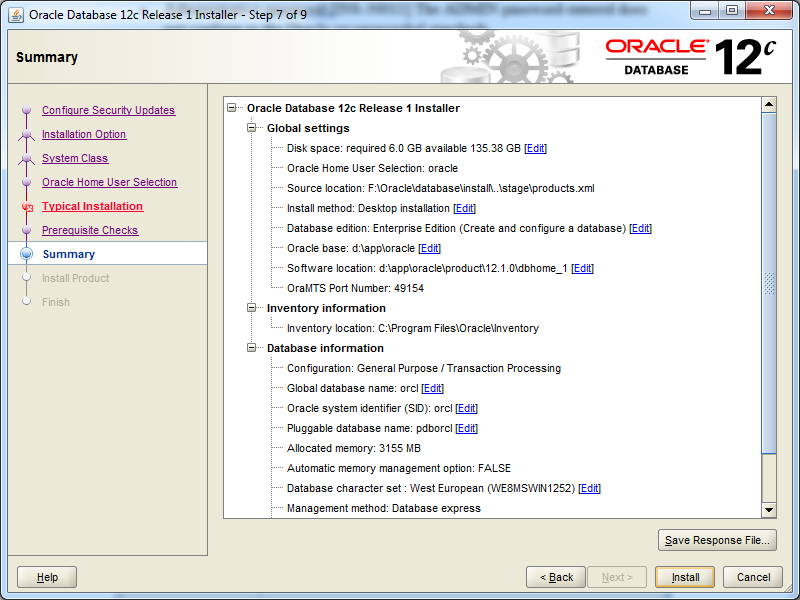 Oracle Database 12c Release 1 Installer - Step 7 of 9
Summary
ORACLE®
DATABASE
12c
Configure Security Updates
Installation Option
System Class
Oracle Home User Selection
Typical Installation
Prerequisite Checks
Summary
Install Product
Finish
Oracle Database 12c Release 1 Installer
Global settings
Disk space: required 6.0 GB available 135.38 GB [Edit]
Oracle Home User Selection: oracle
Source location: F:\Oracle\database\install\..\stage\products.xml
Install method: Desktop installation [Edit]
Database edition: Enterprise Edition (Create and configure a database) [Edit]
Oracle base: d:\app\oracle [Edit]
Software location: d:\app\oracle\product\12.1.0\dbhome_1 [Edit]
OraMTS Port Number: 49154
Inventory information
Inventory location: C:\Program Files\Oracle\Inventory
Database information
Configuration: General Purpose / Transaction Processing
Global database name: orcl [Edit]
Oracle system identifier (SID): orcl [Edit]
Pluggable database name: pdborcl [Edit]
Allocated memory: 3155 MB
Automatic memory management option: FALSE
Database character set : West European (WE8MSWIN1252) [Edit]
Management method: Database express
Save Response File...
Help
< Back
Next >
Install
Cancel